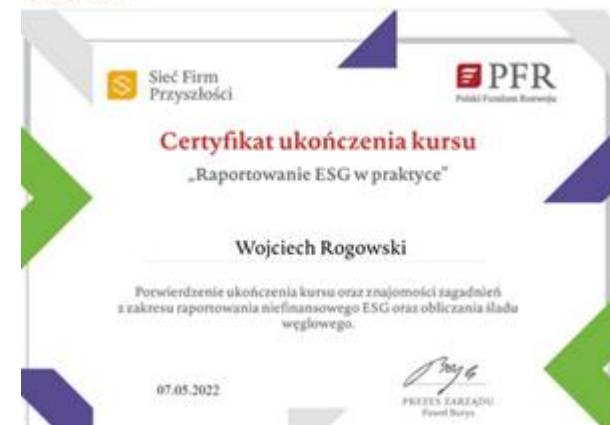 Sieć Firm
Przyszłości
PFR
Polski Fundusz Rozwoju
Certyfikat ukończenia kursu
„Raportowanie ESG w praktyce”
Wojciech Rogowski
Potwierdzenie ukończenia kursu oraz znajomości zagadnień
z zakresu raportowania niefinansowego ESG oraz obliczania śladu
węglowego.
07.05.2022
PREZES ZARZĄDU
Paweł Borys